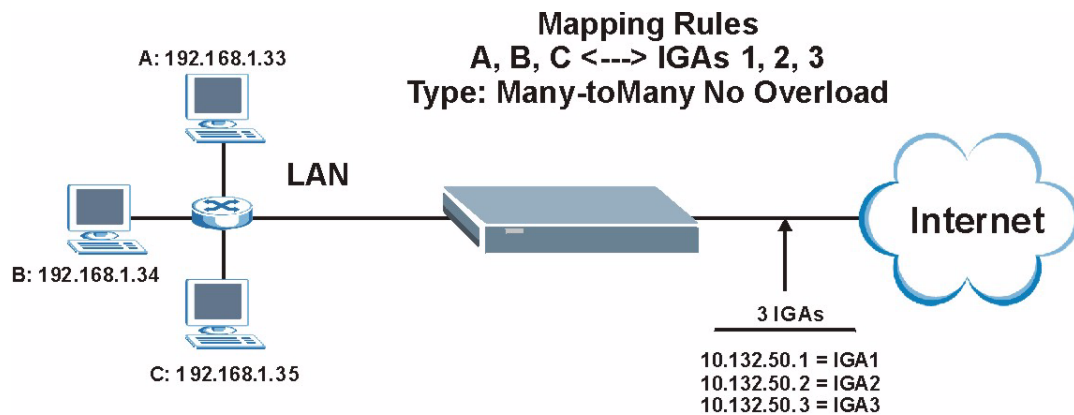 Mapping Rules
A, B, C <---> IGAs 1, 2, 3
Type: Many-toMany No Overload
A: 192.168.1.33
LAN
B: 192.168.1.34
C: 192.168.1.35
Internet
3 IGAs
10.132.50.1 = IGA1
10.132.50.2 = IGA2
10.132.50.3 = IGA3